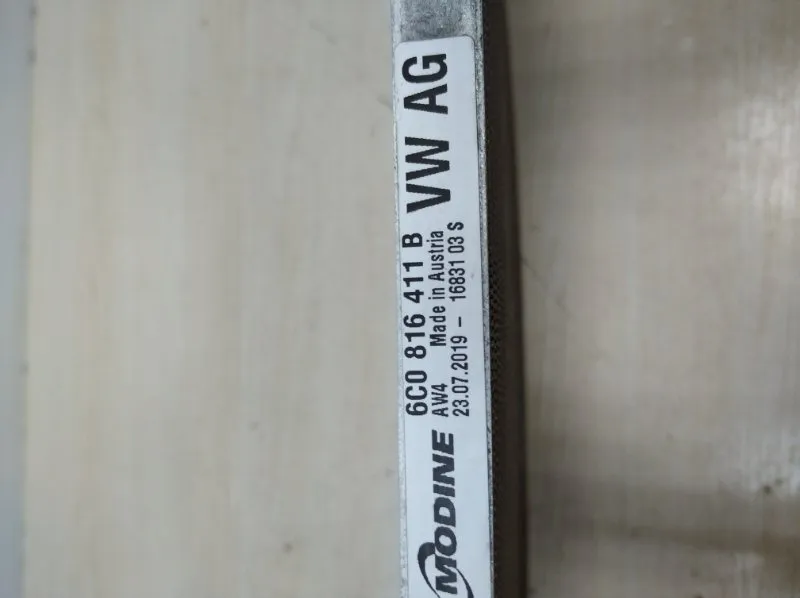 MODINE
6C0 816 411 B
AW4 Made in Austria
23.07.2019 - 16831 03 S
VW AG